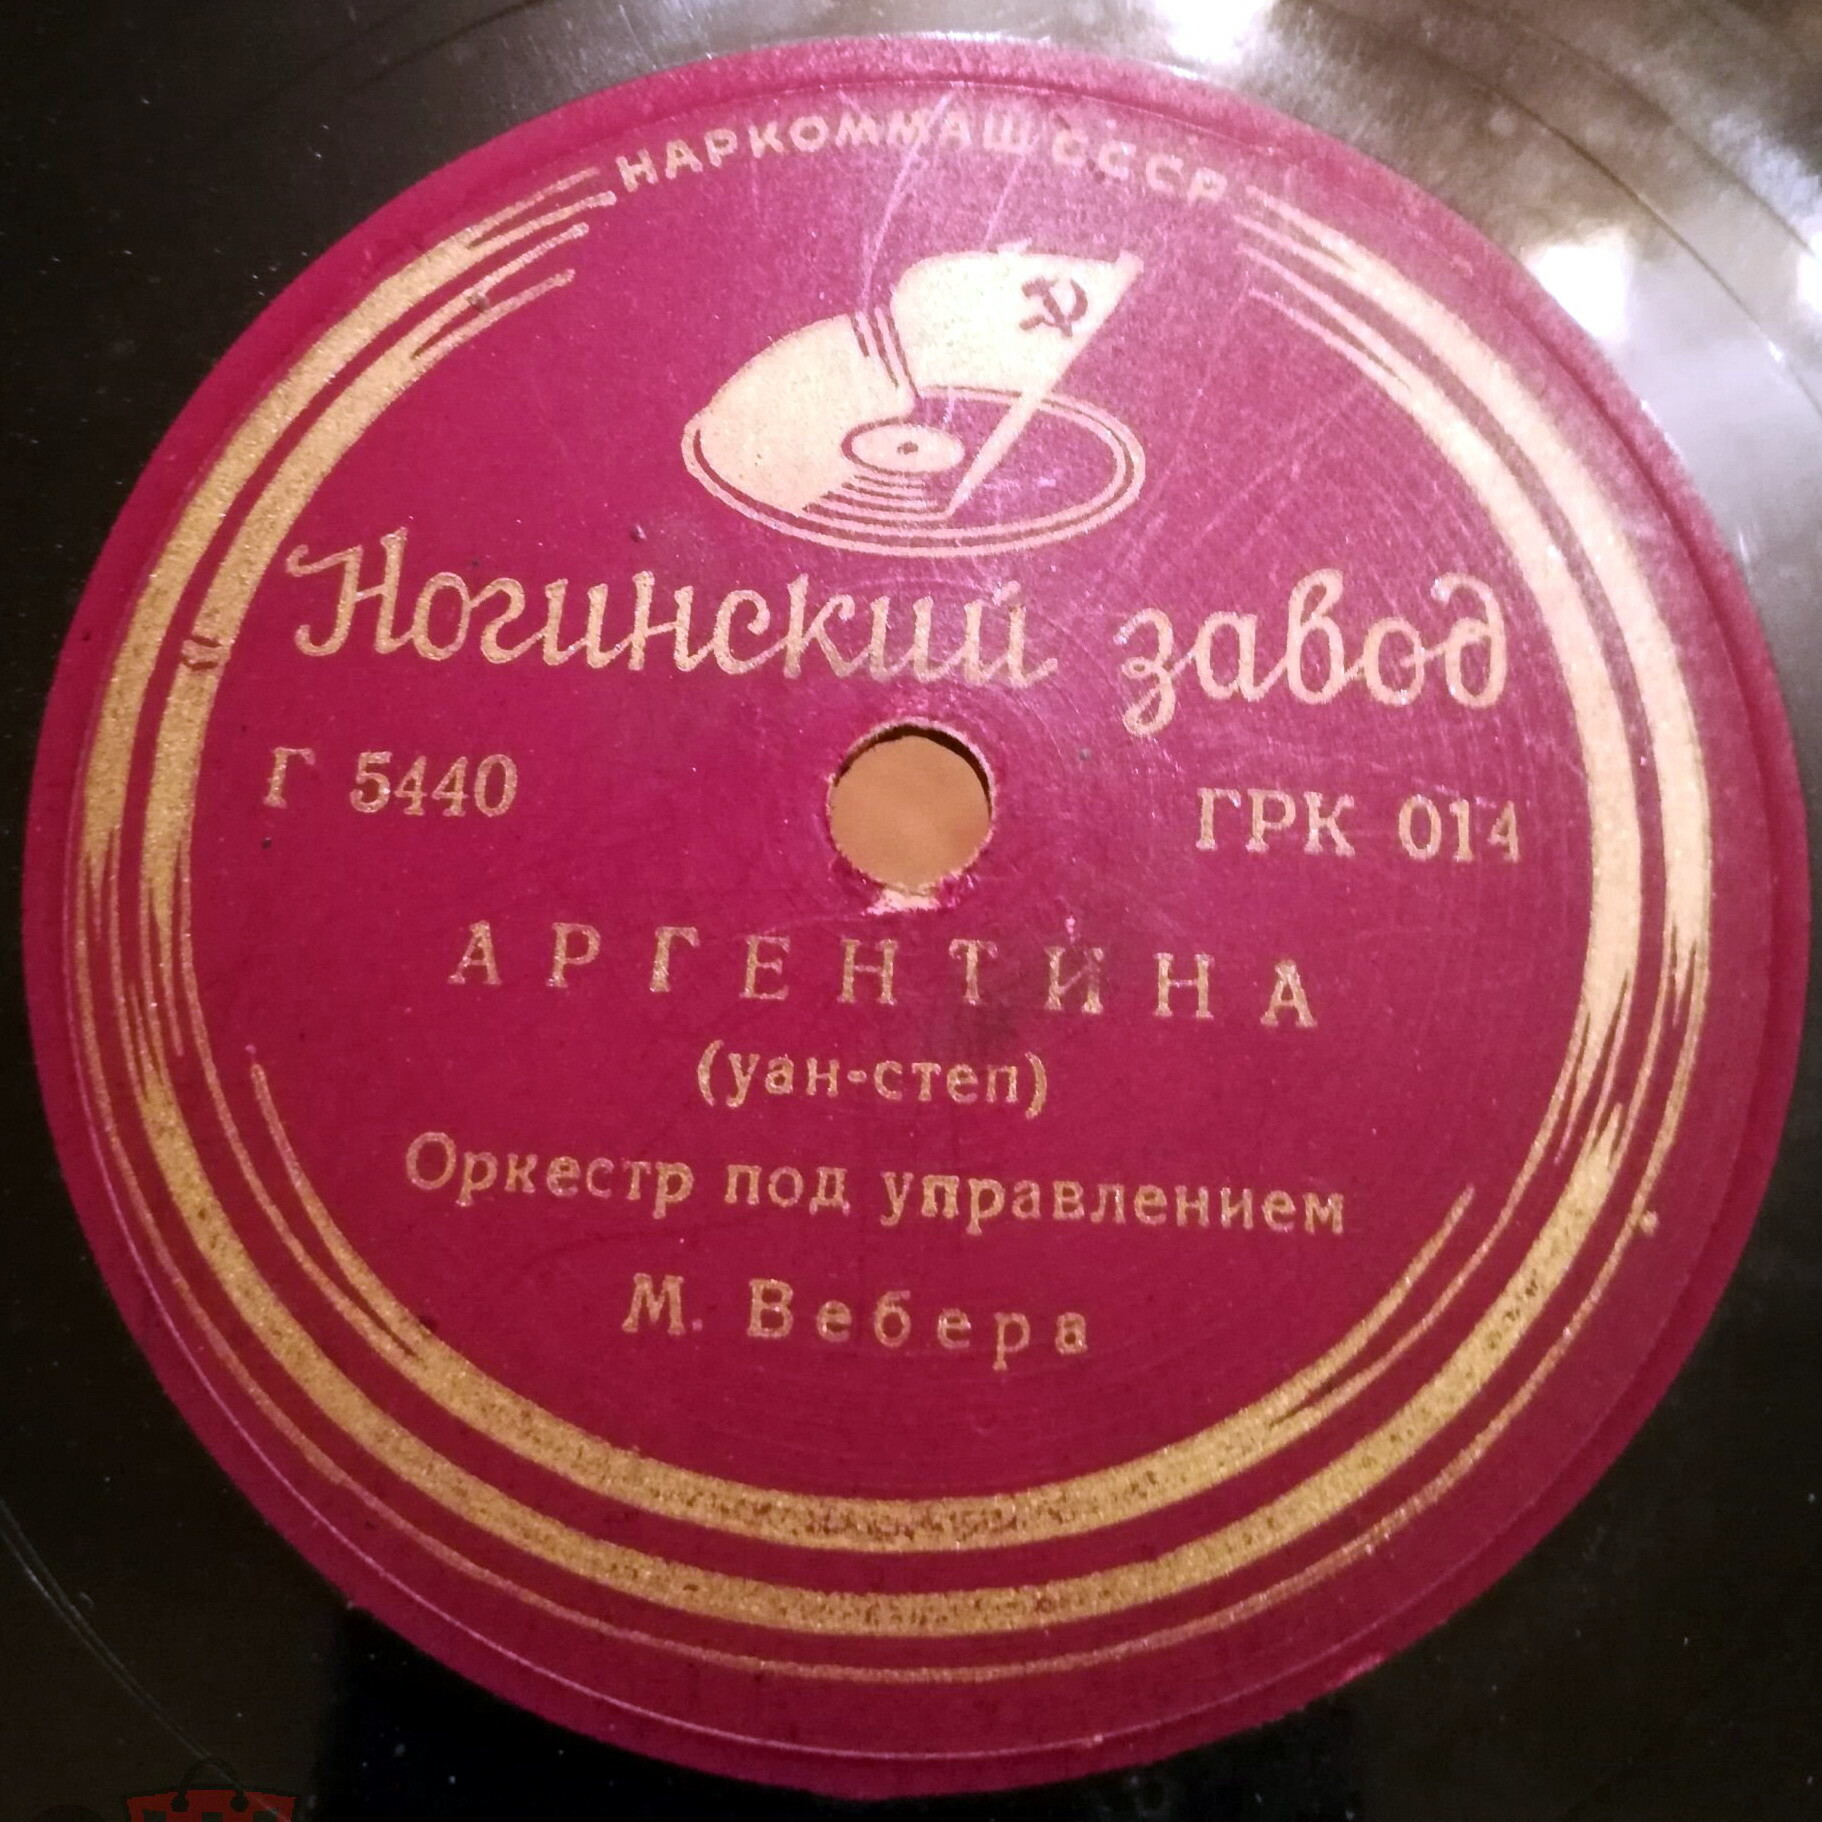 НАРКОММАШ СССР
Ногинский завод
Г 5440
ГРК 014
АРГЕНТИНА
(уан-степ)
Оркестр под управлением
М. Вебера